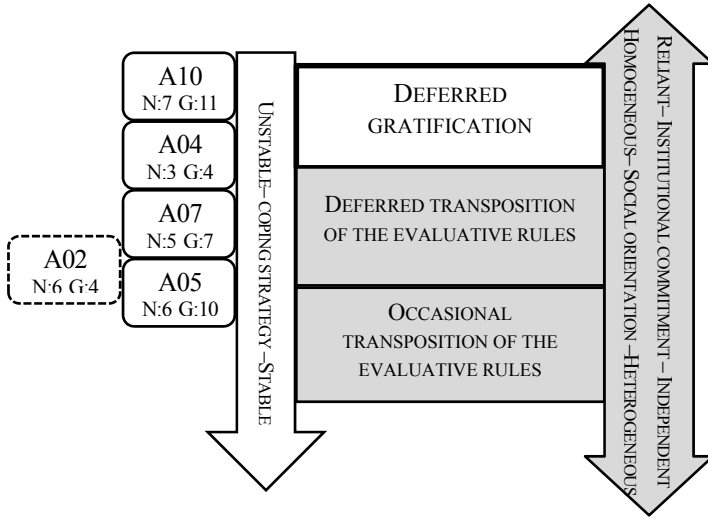 A10
N:7 G:11
A04
N:3 G:4
A07
N:5 G:7
A02
N:6 G:4
A05
N:6 G:10
UNSTABLE– COPING STRATEGY –STABLE
DEFERRED
GRATIFICATION
DEFERRED TRANSPOSITION
OF THE EVALUATIVE RULES
OCCASIONAL
TRANSPOSITION OF THE
EVALUATIVE RULES
RELIANT– INSTITUTIONAL COMMITMENT – INDEPENDENT
HOMOGENEOUS– SOCIAL ORIENTATION –HETEROGENEOUS